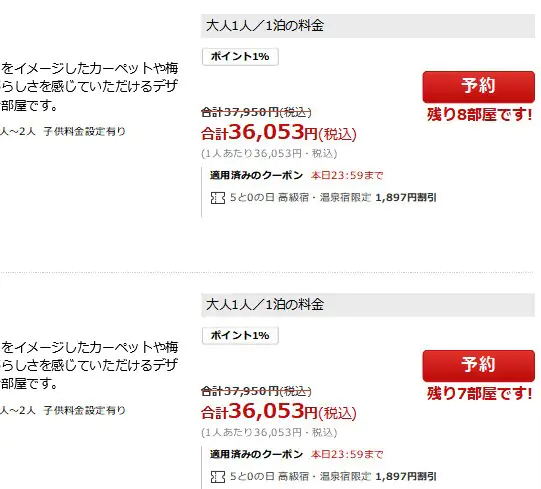 大人1人／1泊の料金
ポイント1%
をイメージしたカーペットや梅
らしさを感じていただけるデザ
部屋です。
人～2人 子供料金設定有り
合計37,950円(税込)
合計36,053円(税込)
(1人あたり36,053円・税込)
予約
残り8部屋です!
適用済みのクーポン 本日23:59まで
5と0の日 高級宿・温泉宿限定 1,897円割引
大人1人／1泊の料金
ポイント1%
をイメージしたカーペットや梅
らしさを感じていただけるデザ
部屋です。
人～2人 子供料金設定有り
合計37,950円(税込)
合計36,053円(税込)
(1人あたり36,053円・税込)
予約
残り7部屋です!
適用済みのクーポン 本日23:59まで
5と0の日 高級宿・温泉宿限定 1,897円割引